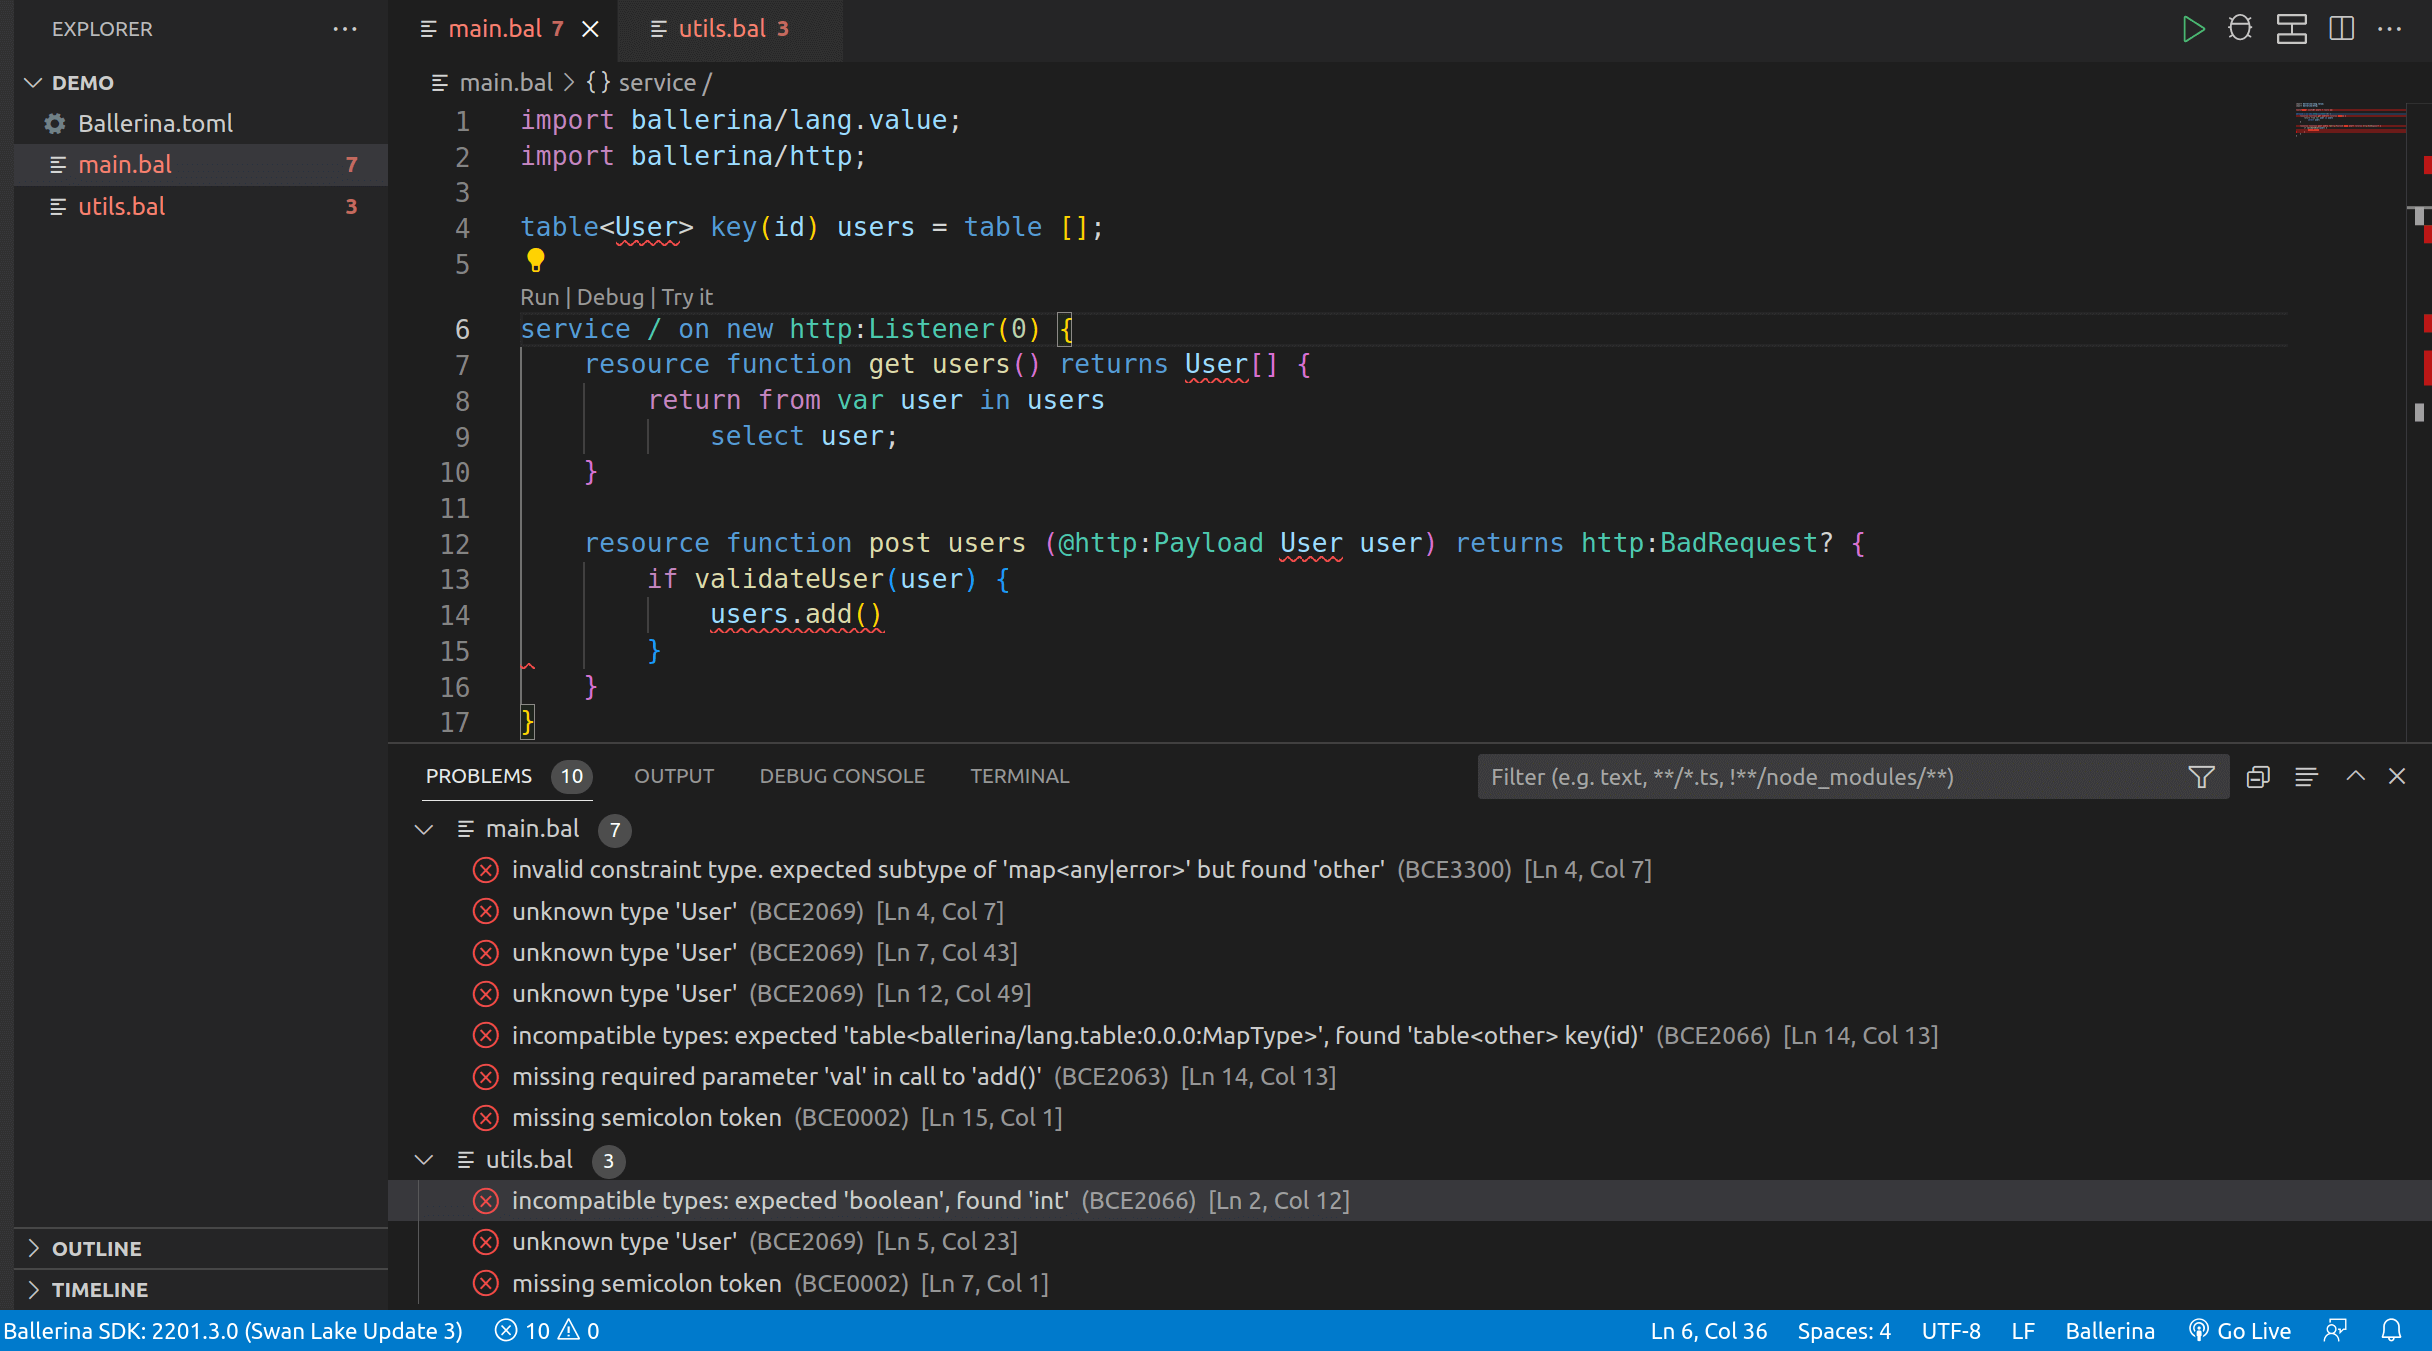 EXPLORER
DEMO
Ballerina.toml
main.bal 7
utils.bal 3
OUTLINE
TIMELINE
main.bal 7
utils.bal 3
main.bal > {} service /
1 import ballerina/lang.value;
2 import ballerina/http;
3
4 table<User> key(id) users = table [];
5
Run | Debug | Try it
6 service / on new http:Listener(0) {
7 resource function get users() returns User[] {
8 return from var user in users
9 select user;
10 }
11
12 resource function post users (@http:Payload User user) returns http:BadRequest? {
13 if validateUser(user) {
14 users.add()
15 }
16 }
17 }
PROBLEMS 10 OUTPUT DEBUG CONSOLE TERMINAL Filter (e.g. text, **/*.ts, !**/node_modules/**)
main.bal 7
invalid constraint type. expected subtype of 'map<any|error>' but found 'other' (BCE3300) [Ln 4, Col 7]
unknown type 'User' (BCE2069) [Ln 4, Col 7]
unknown type 'User' (BCE2069) [Ln 7, Col 43]
unknown type 'User' (BCE2069) [Ln 12, Col 49]
incompatible types: expected 'table<ballerina/lang.table:0.0.0:MapType>', found 'table<other> key(id)' (BCE2066) [Ln 14, Col 13]
missing required parameter 'val' in call to 'add()' (BCE2063) [Ln 14, Col 13]
missing semicolon token (BCE0002) [Ln 15, Col 1]
utils.bal 3
incompatible types: expected 'boolean', found 'int' (BCE2066) [Ln 2, Col 12]
unknown type 'User' (BCE2069) [Ln 5, Col 23]
missing semicolon token (BCE0002) [Ln 7, Col 1]
Ballerina SDK: 2201.3.0 (Swan Lake Update 3) 10 0 Ln 6, Col 36 Spaces: 4 UTF-8 LF Ballerina Go Live